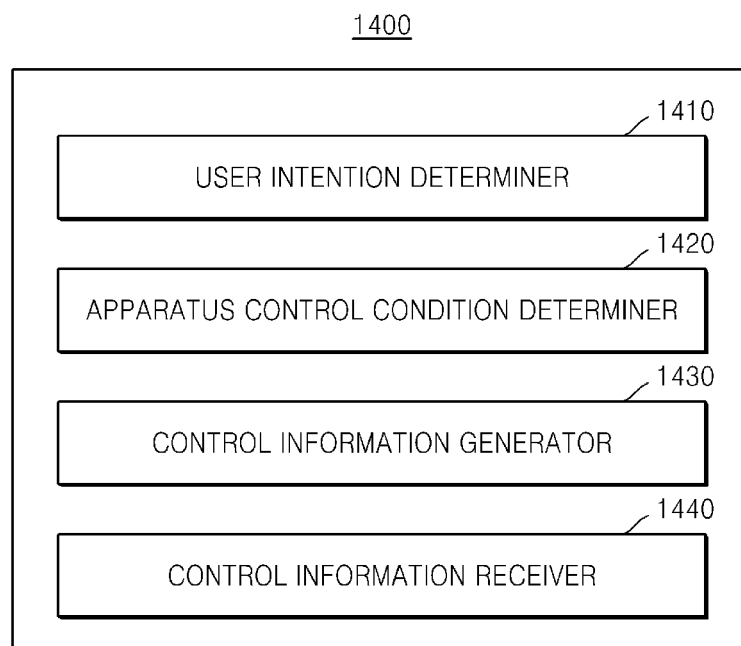 1400
1410
USER INTENTION DETERMINER
1420
APPARATUS CONTROL CONDITION DETERMINER
1430
CONTROL INFORMATION GENERATOR
1440
CONTROL INFORMATION RECEIVER